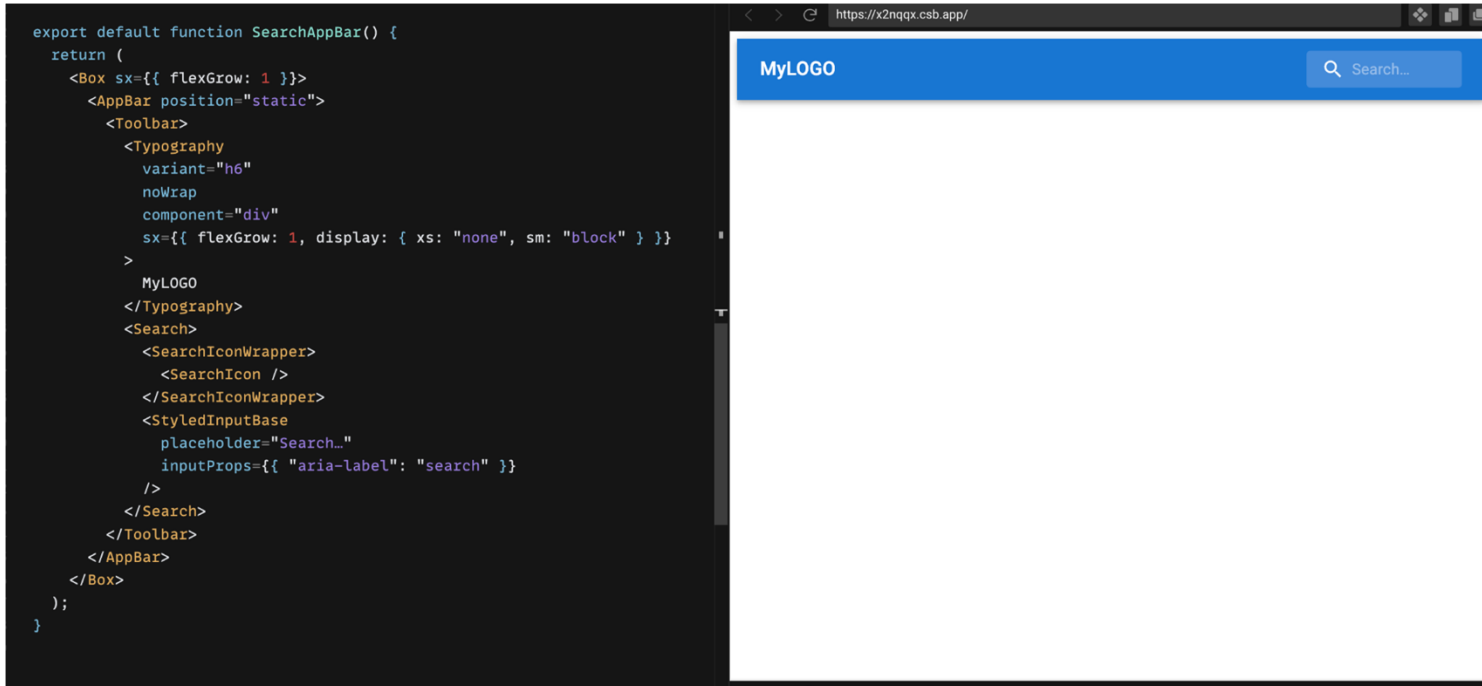 export default function SearchAppBar() {
  return (
    <Box sx={{ flexGrow: 1 }}>
      <AppBar position="static">
        <Toolbar>
          <Typography
            variant="h6"
            noWrap
            component="div"
            sx={{ flexGrow: 1, display: { xs: "none", sm: "block" } }}
          >
            MyLOGO
          </Typography>
          <Search>
            <SearchIconWrapper>
              <SearchIcon />
            </SearchIconWrapper>
            <StyledInputBase
              placeholder="Search…"
              inputProps={{ "aria-label": "search" }}
            />
          </Search>
        </Toolbar>
      </AppBar>
    </Box>
  );
}
https://x2nqqx.csb.app/
MyLOGO
Search…